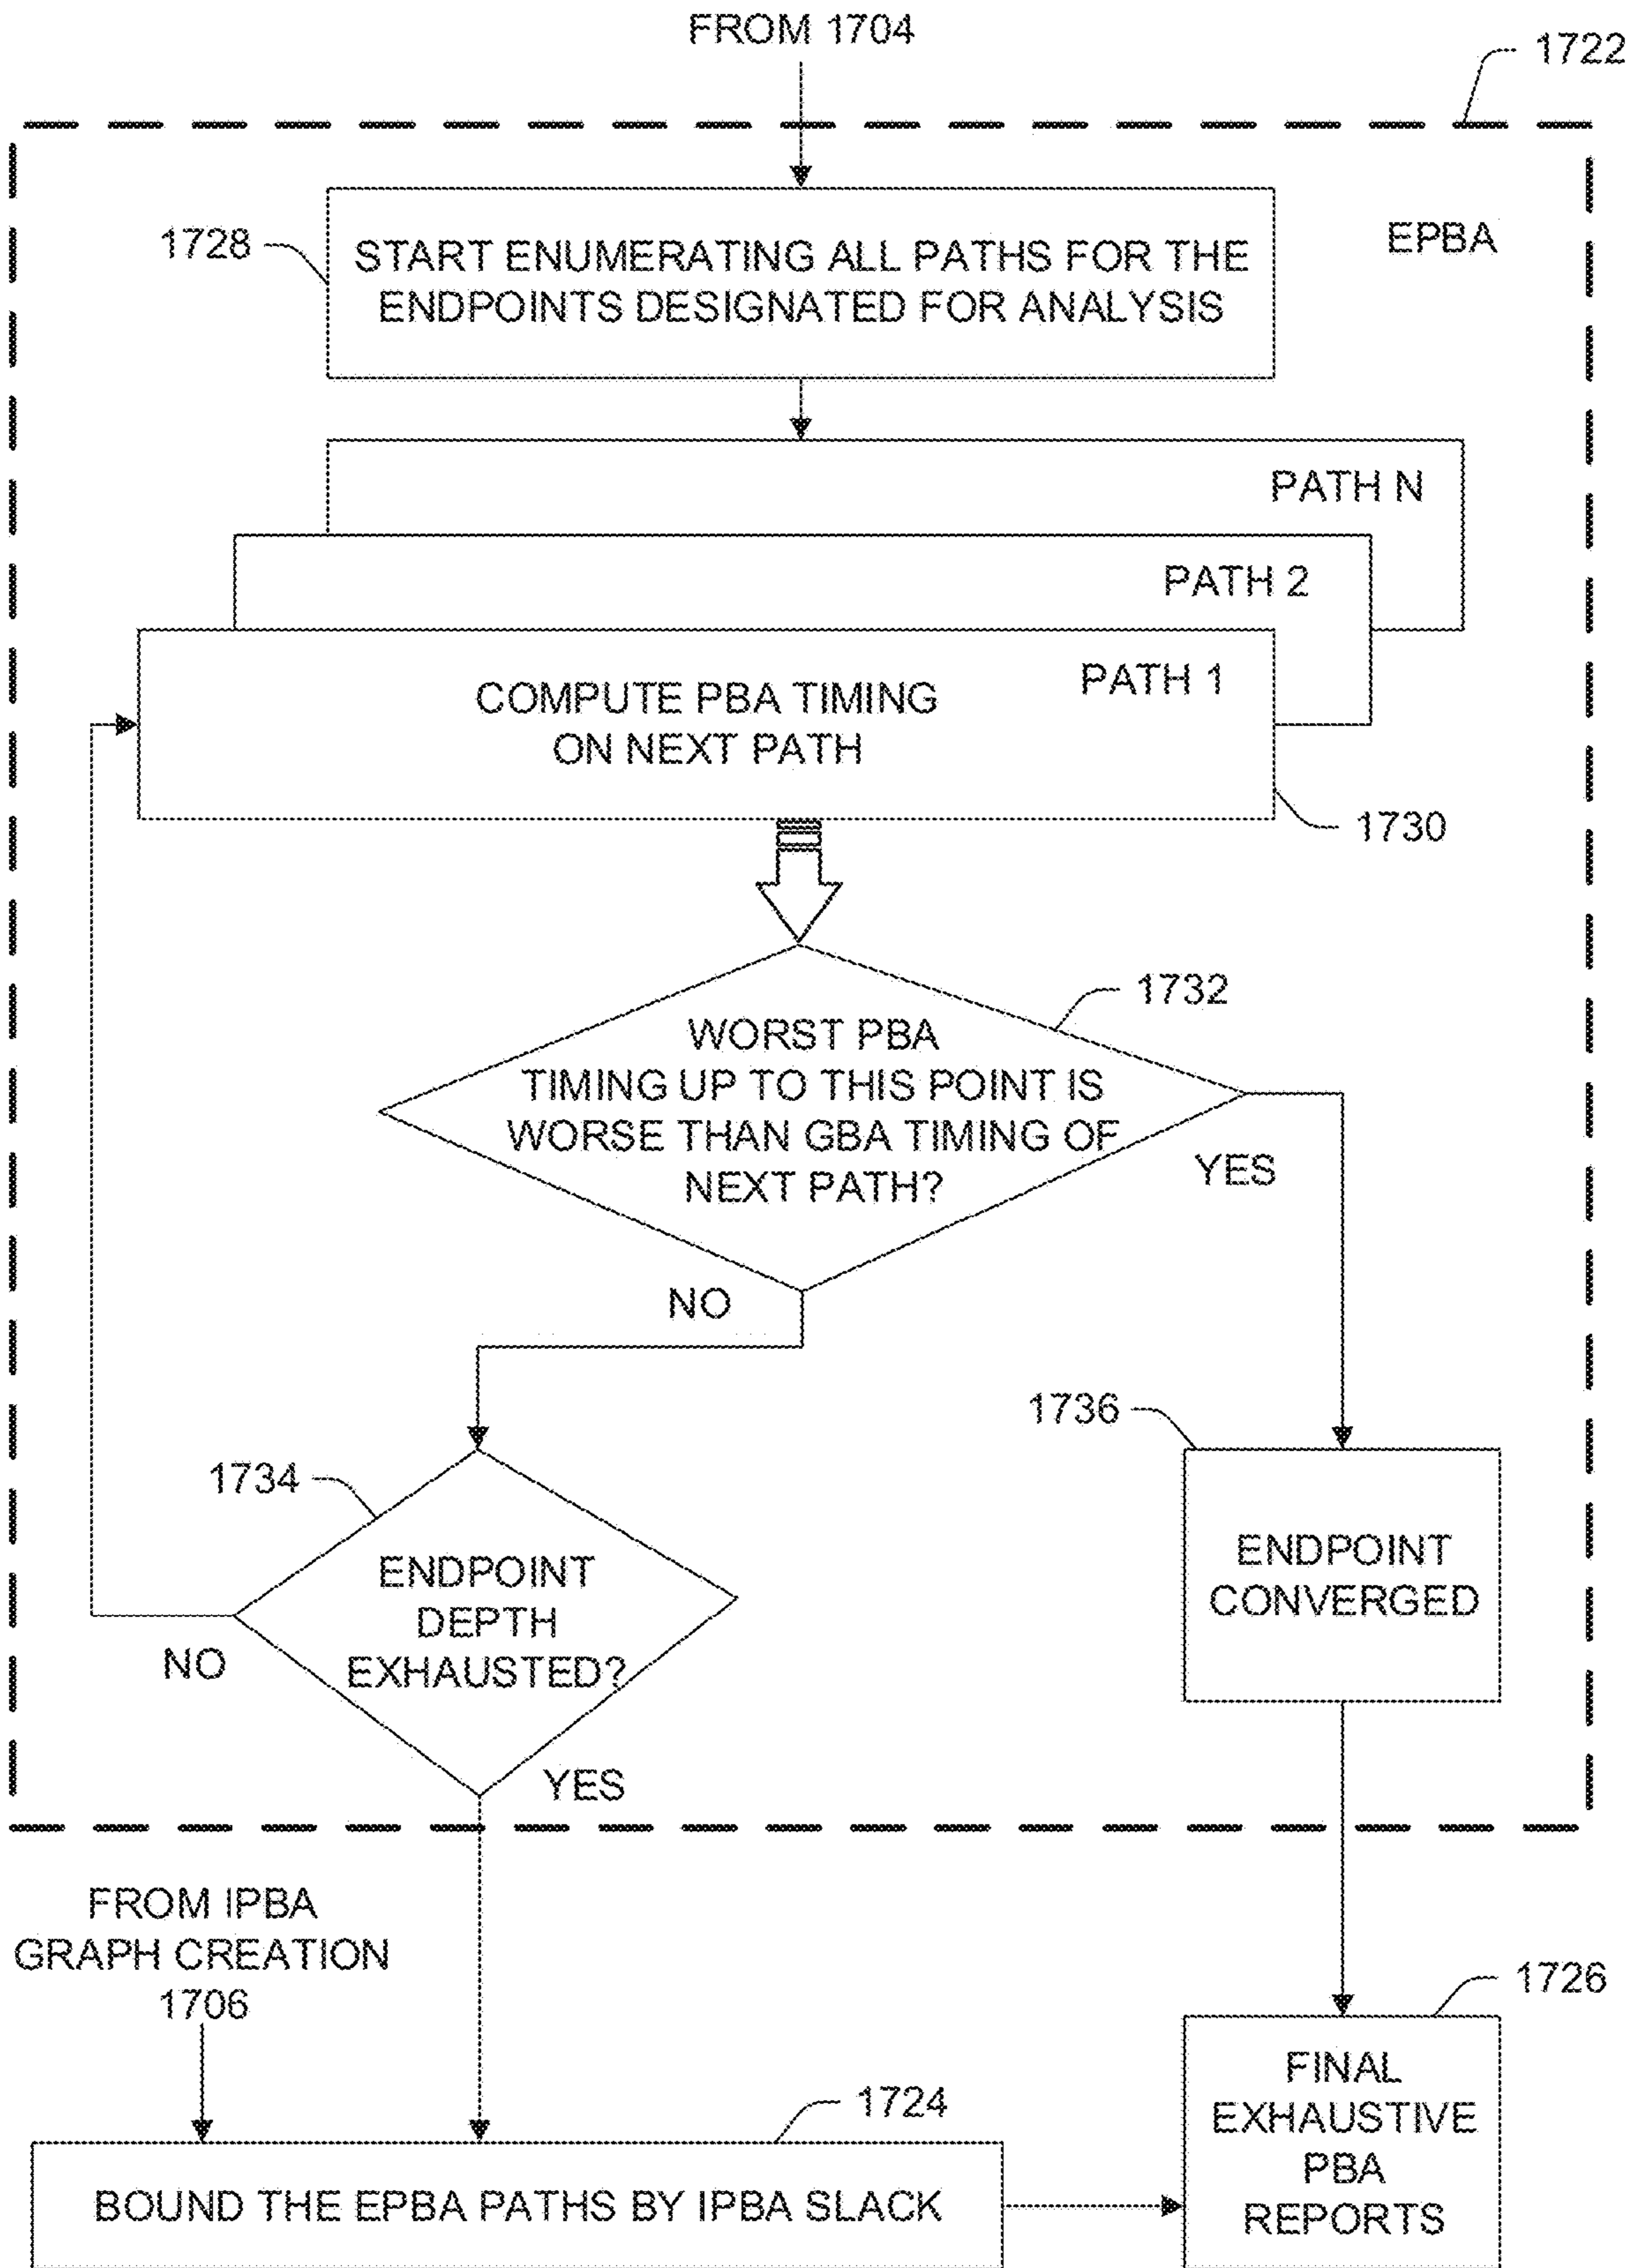 FROM 1704
1722
EPBA
1728
START ENUMERATING ALL PATHS FOR THE
ENDPOINTS DESIGNATED FOR ANALYSIS
PATH N
PATH 2
PATH 1
COMPUTE PBA TIMING
ON NEXT PATH
1730
1732
WORST PBA
TIMING UP TO THIS POINT IS
WORSE THAN GBA TIMING OF
NEXT PATH?
YES
NO
1736
1734
ENDPOINT
DEPTH
EXHAUSTED?
ENDPOINT
CONVERGED
NO
YES
FROM IPBA
GRAPH CREATION
1706
1726
1724
BOUND THE EPBA PATHS BY IPBA SLACK
FINAL
EXHAUSTIVE
PBA
REPORTS